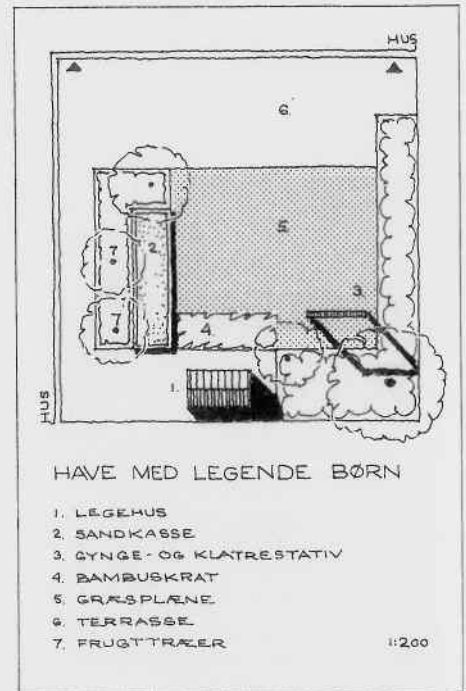 HUS
6.
2.
5.
7
3.
7
4
1.
HUS
HAVE MED LEGENDE BØRN
1. LEGEHUS
2. SANDKASSE
3. GYNGE- OG KLATRESTATIV
4. BAMBUSKRAT
5. GRÆSPLÆNE
6. TERRASSE
7. FRUGTTRÆER 1:200